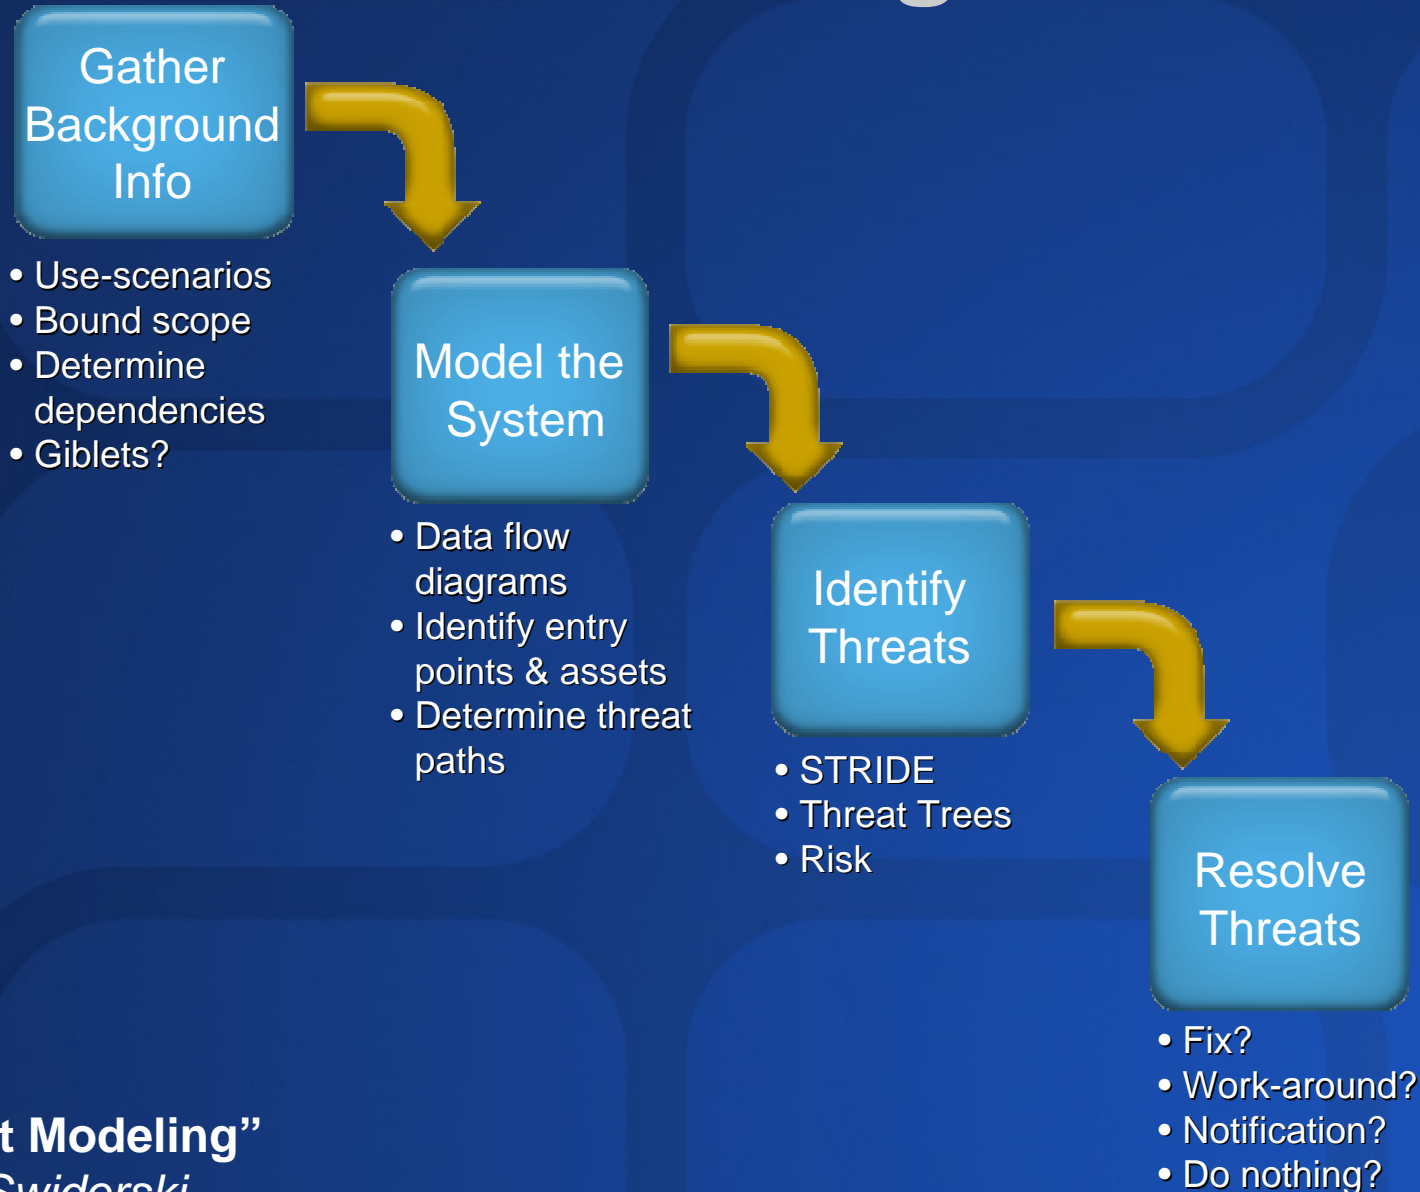 Gather
Background
Info
• Use-scenarios
• Bound scope
• Determine
dependencies
• Giblets?
Model the
System
• Data flow
diagrams
• Identify entry
points & assets
• Determine threat
paths
Identify
Threats
• STRIDE
• Threat Trees
• Risk
Resolve
Threats
• Fix?
• Work-around?
• Notification?
• Do nothing?
t Modeling”
Swiderski